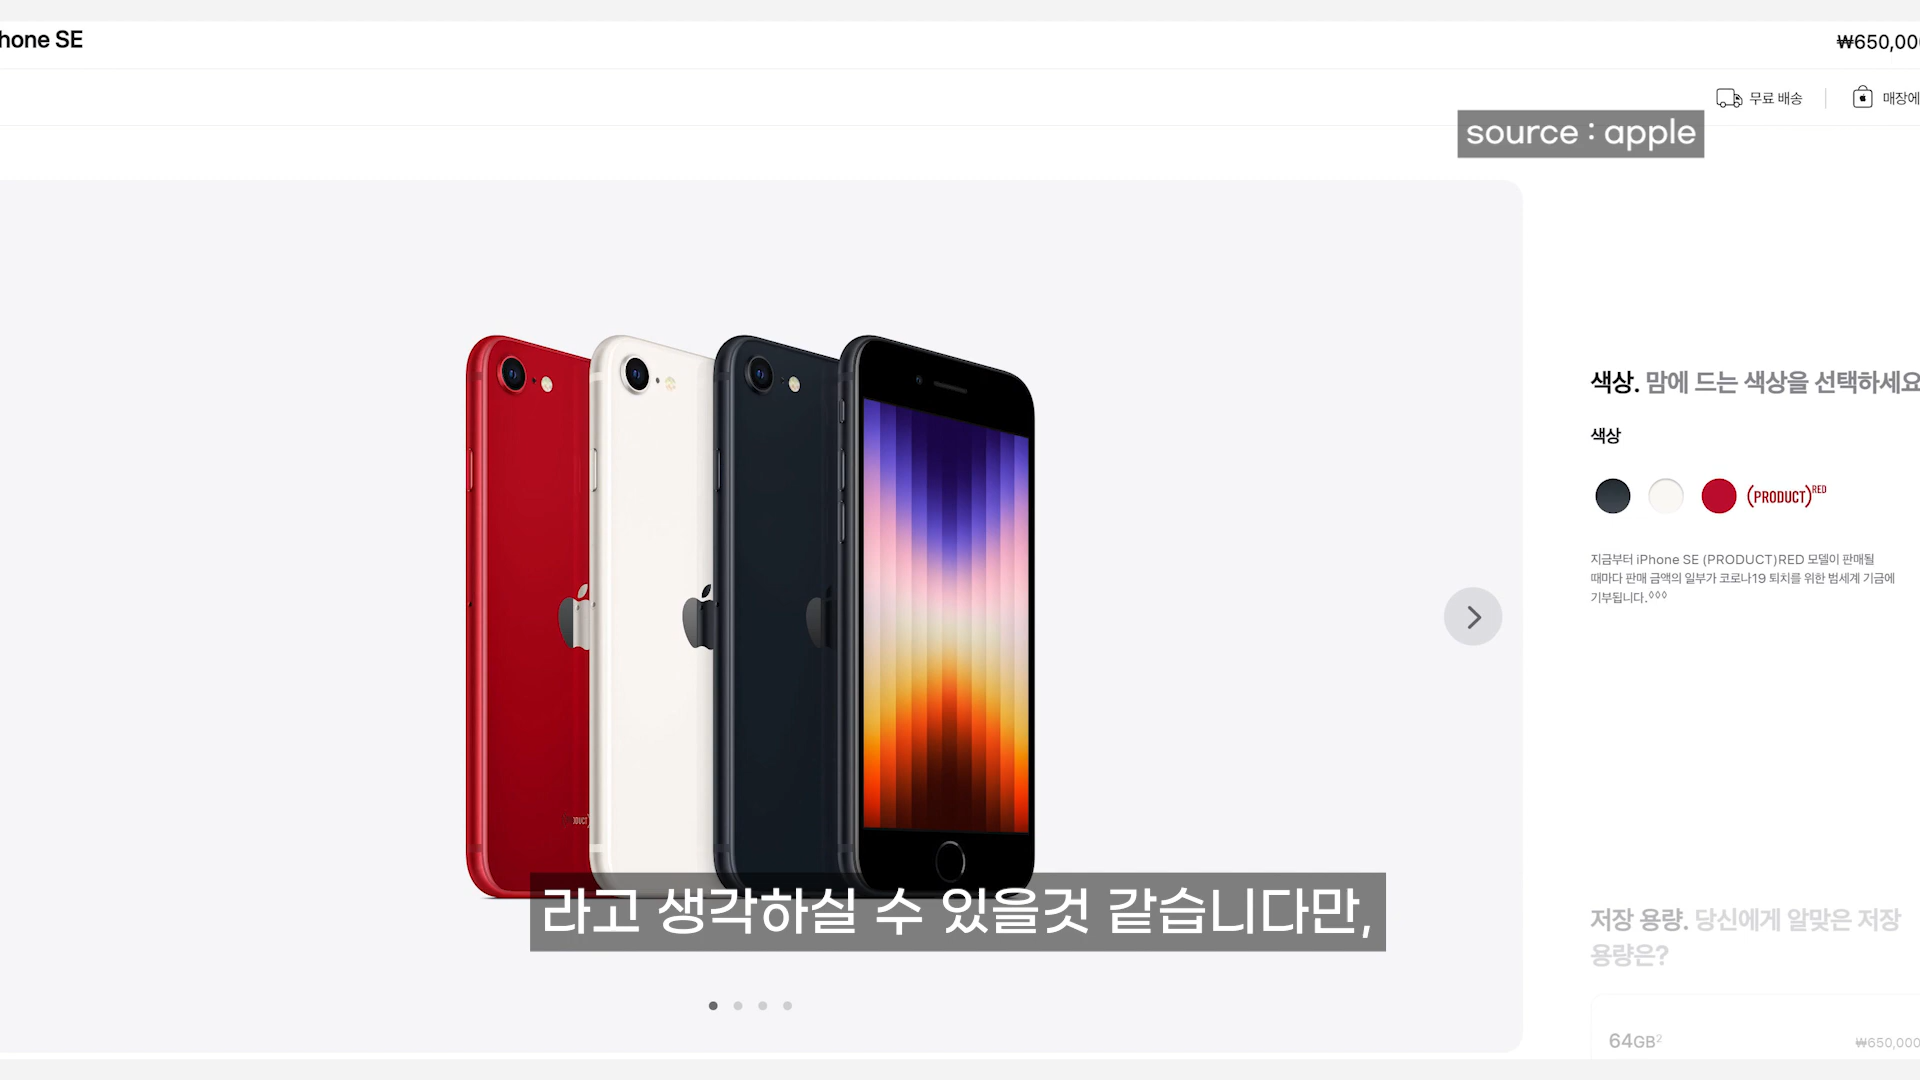 hone SE
₩650,00
무료 배송
매장에
source : apple
색상. 맘에 드는 색상을 선택하세요
색상
(PRODUCT)RED
지금부터 iPhone SE (PRODUCT)RED 모델이 판매될
때마다 판매 금액의 일부가 코로나19 퇴치를 위한 범세계 기금에
기부됩니다.◊◊◊
라고 생각하실 수 있을것 같습니다만,
저장 용량. 당신에게 알맞은 저장
용량은?
64GB²
₩650,000